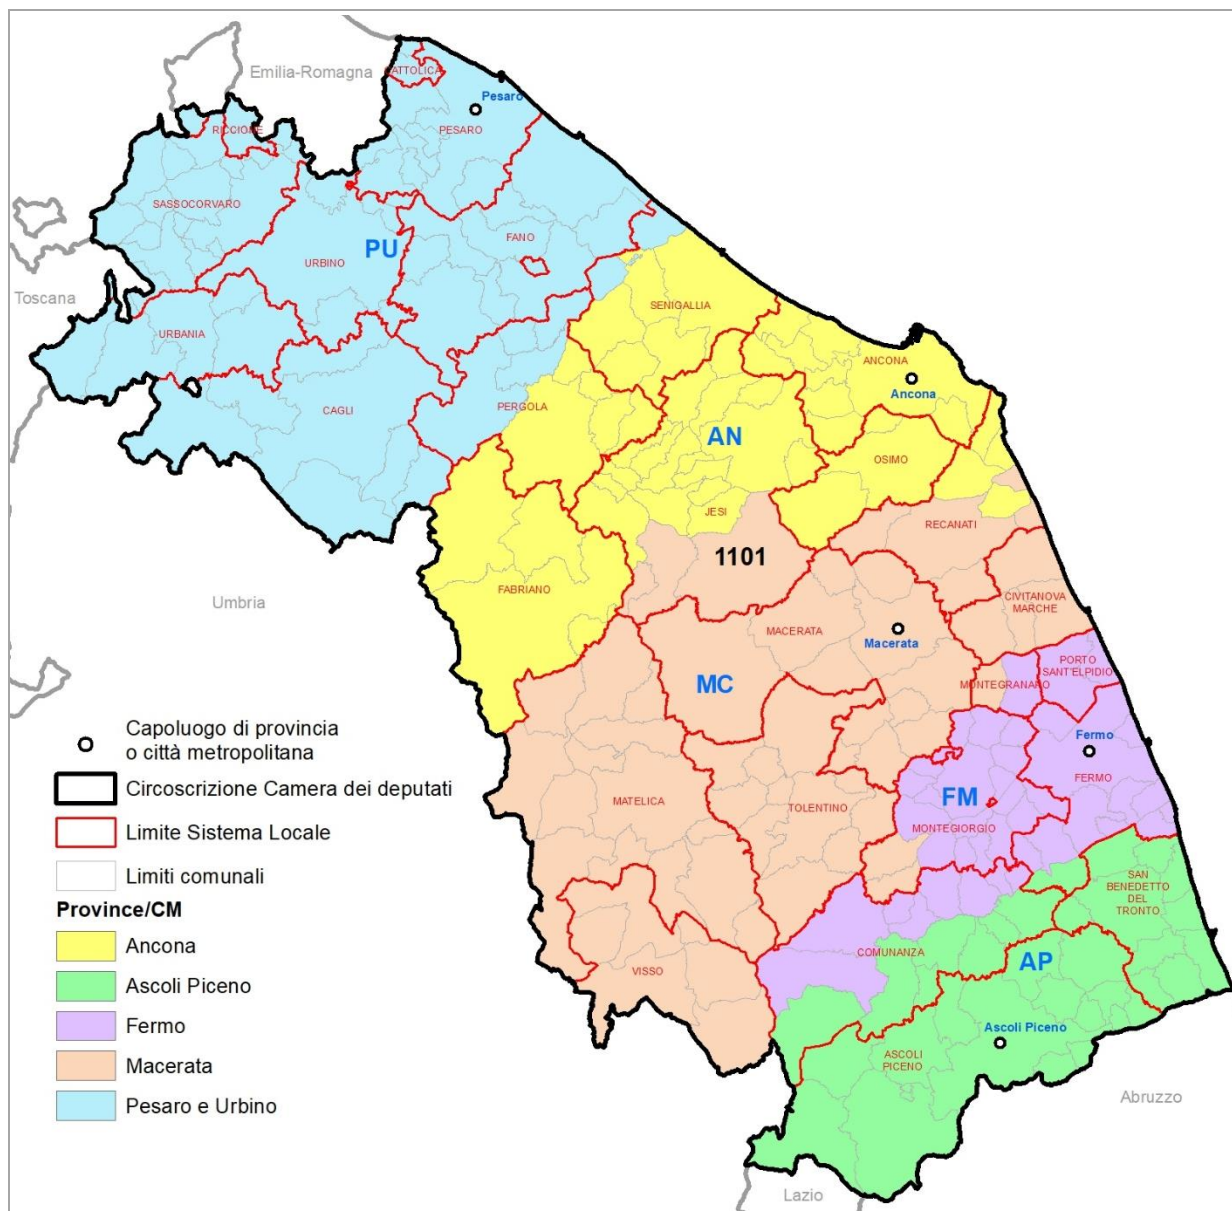 Emilia-Romagna
CATTOLICA
Pesaro
RICCIONE
PESARO
SASSOCORVARO
FANO
PU
URBINO
Toscana
SENIGALLIA
URBANIA
ANCONA
Ancona
CAGLI
PERGOLA
AN
OSIMO
JESI
RECANATI
1101
FABRIANO
CIVITANOVA
MARCHE
Umbria
MACERATA
Macerata
PORTO
SANT'ELPIDIO
MC
MONTEGRANARO
Capoluogo di provincia
o città metropolitana
Fermo
Circoscrizione Camera dei deputati
FERMO
MATELICA
FM
TOLENTINO
Limite Sistema Locale
MONTEGIORGIO
Limiti comunali
SAN
BENEDETTO
DEL
TRONTO
Province/CM
Ancona
COMUNANZA
AP
VISSO
Ascoli Piceno
Fermo
Ascoli Piceno
ASCOLI
PICENO
Macerata
Pesaro e Urbino
Abruzzo
Lazio